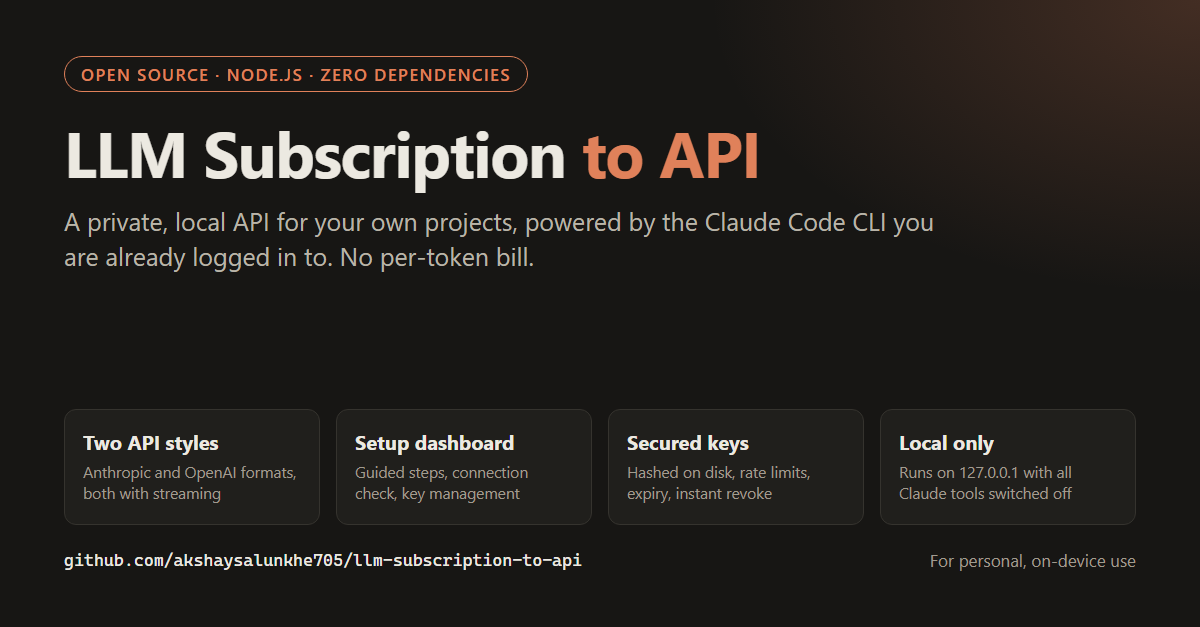 OPEN SOURCE · NODE.JS · ZERO DEPENDENCIES
LLM Subscription to API
A private, local API for your own projects, powered by the Claude Code CLI you
are already logged in to. No per-token bill.
Two API styles
Anthropic and OpenAI formats,
both with streaming
Setup dashboard
Guided steps, connection
check, key management
Secured keys
Hashed on disk, rate limits,
expiry, instant revoke
Local only
Runs on 127.0.0.1 with all
Claude tools switched off
github.com/akshaysalunkhe705/llm-subscription-to-api
For personal, on-device use